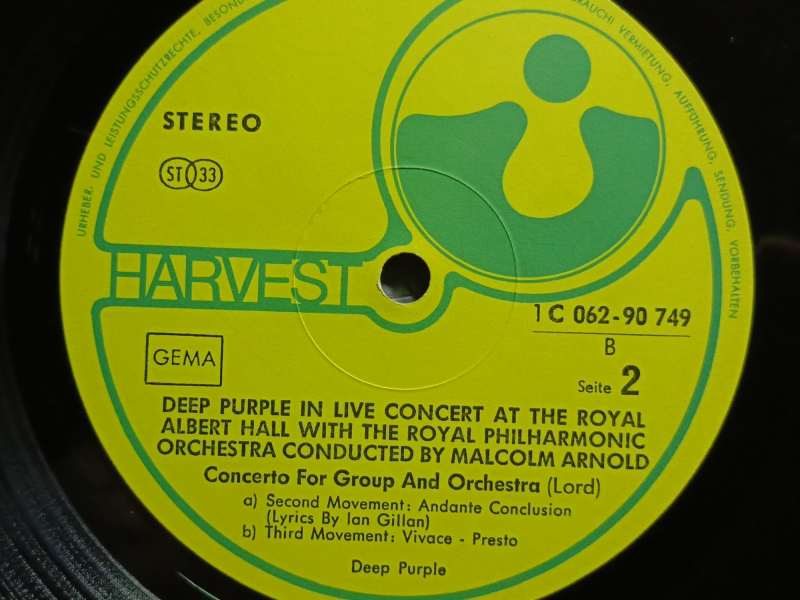 URHEBER- UND LEISTUNGSSCHUTZRECHTE, BESOND
BRAUCH! VERMIETUNG, AUFFÜHRUNG, SENDUNG, VORBEHALTEN
STEREO
ST 33
HARVEST
1 C 062-90 749
B
Seite 2
GEMA
DEEP PURPLE IN LIVE CONCERT AT THE ROYAL
ALBERT HALL WITH THE ROYAL PHILHARMONIC
ORCHESTRA CONDUCTED BY MALCOLM ARNOLD
Concerto For Group And Orchestra (Lord)
a) Second Movement: Andante Conclusion
(Lyrics By Ian Gillan)
b) Third Movement: Vivace - Presto
Deep Purple